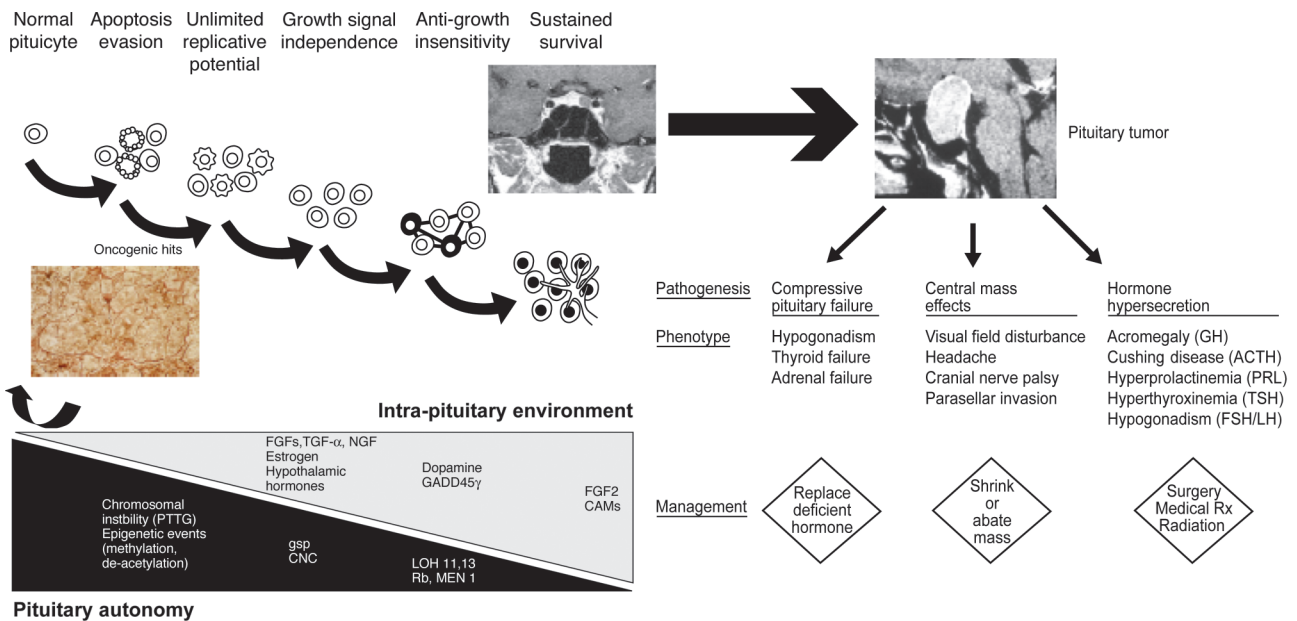 Normal
pituicyte
Apoptosis
evasion
Unlimited
replicative
potential
Growth signal
independence
Anti-growth
insensitivity
Sustained
survival
Oncogenic hits
Pituitary tumor
Intra-pituitary environment
FGFs,TGF-α, NGF
Estrogen
Hypothalamic
hormones
Dopamine
GADD45γ
FGF2
CAMs
Chromosomal
instbility (PTTG)
Epigenetic events
(methylation,
de-acetylation)
gsp
CNC
LOH 11,13
Rb, MEN 1
Pituitary autonomy
Pathogenesis
Compressive
pituitary failure
Central mass
effects
Hormone
hypersecretion
Phenotype
Hypogonadism
Thyroid failure
Adrenal failure
Visual field disturbance
Headache
Cranial nerve palsy
Parasellar invasion
Acromegaly (GH)
Cushing disease (ACTH)
Hyperprolactinemia (PRL)
Hyperthyroxinemia (TSH)
Hypogonadism (FSH/LH)
Management
Replace
deficient
hormone
Shrink
or
abate
mass
Surgery
Medical Rx
Radiation